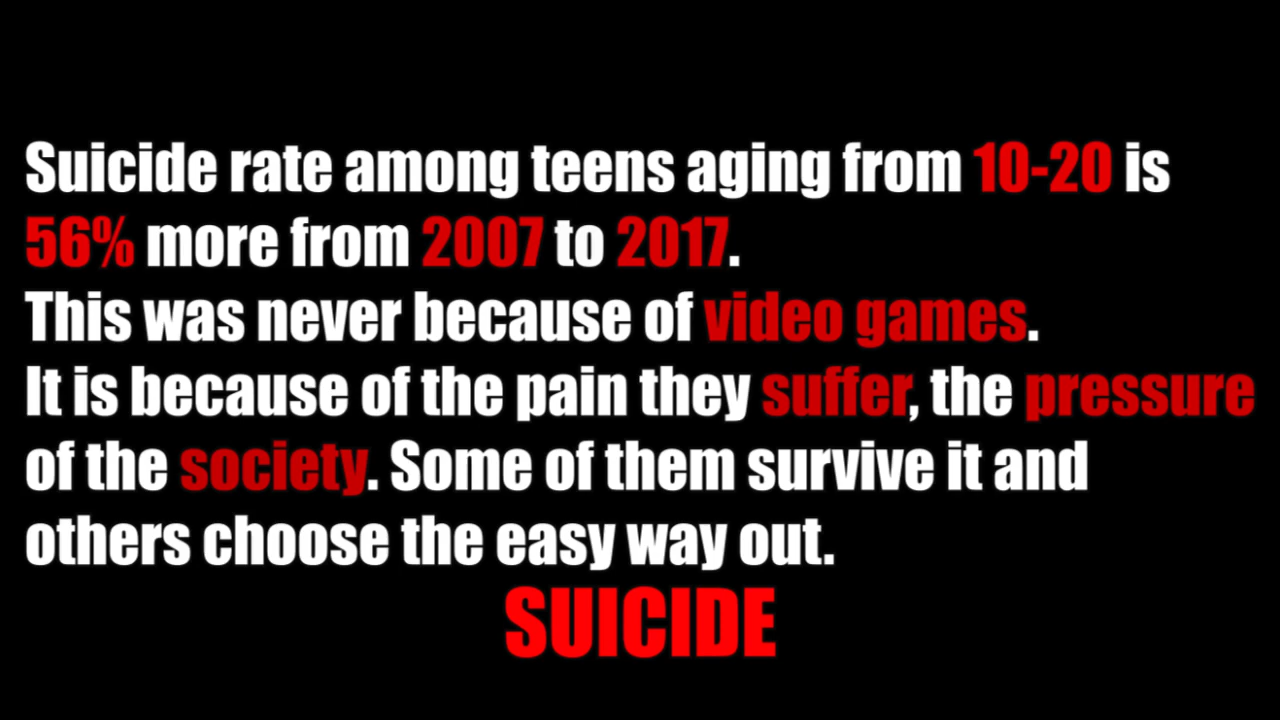 Suicide rate among teens aging from 10-20 is
56% more from 2007 to 2017.
This was never because of video games.
It is because of the pain they suffer, the pressure
of the society. Some of them survive it and
others choose the easy way out.
SUICIDE